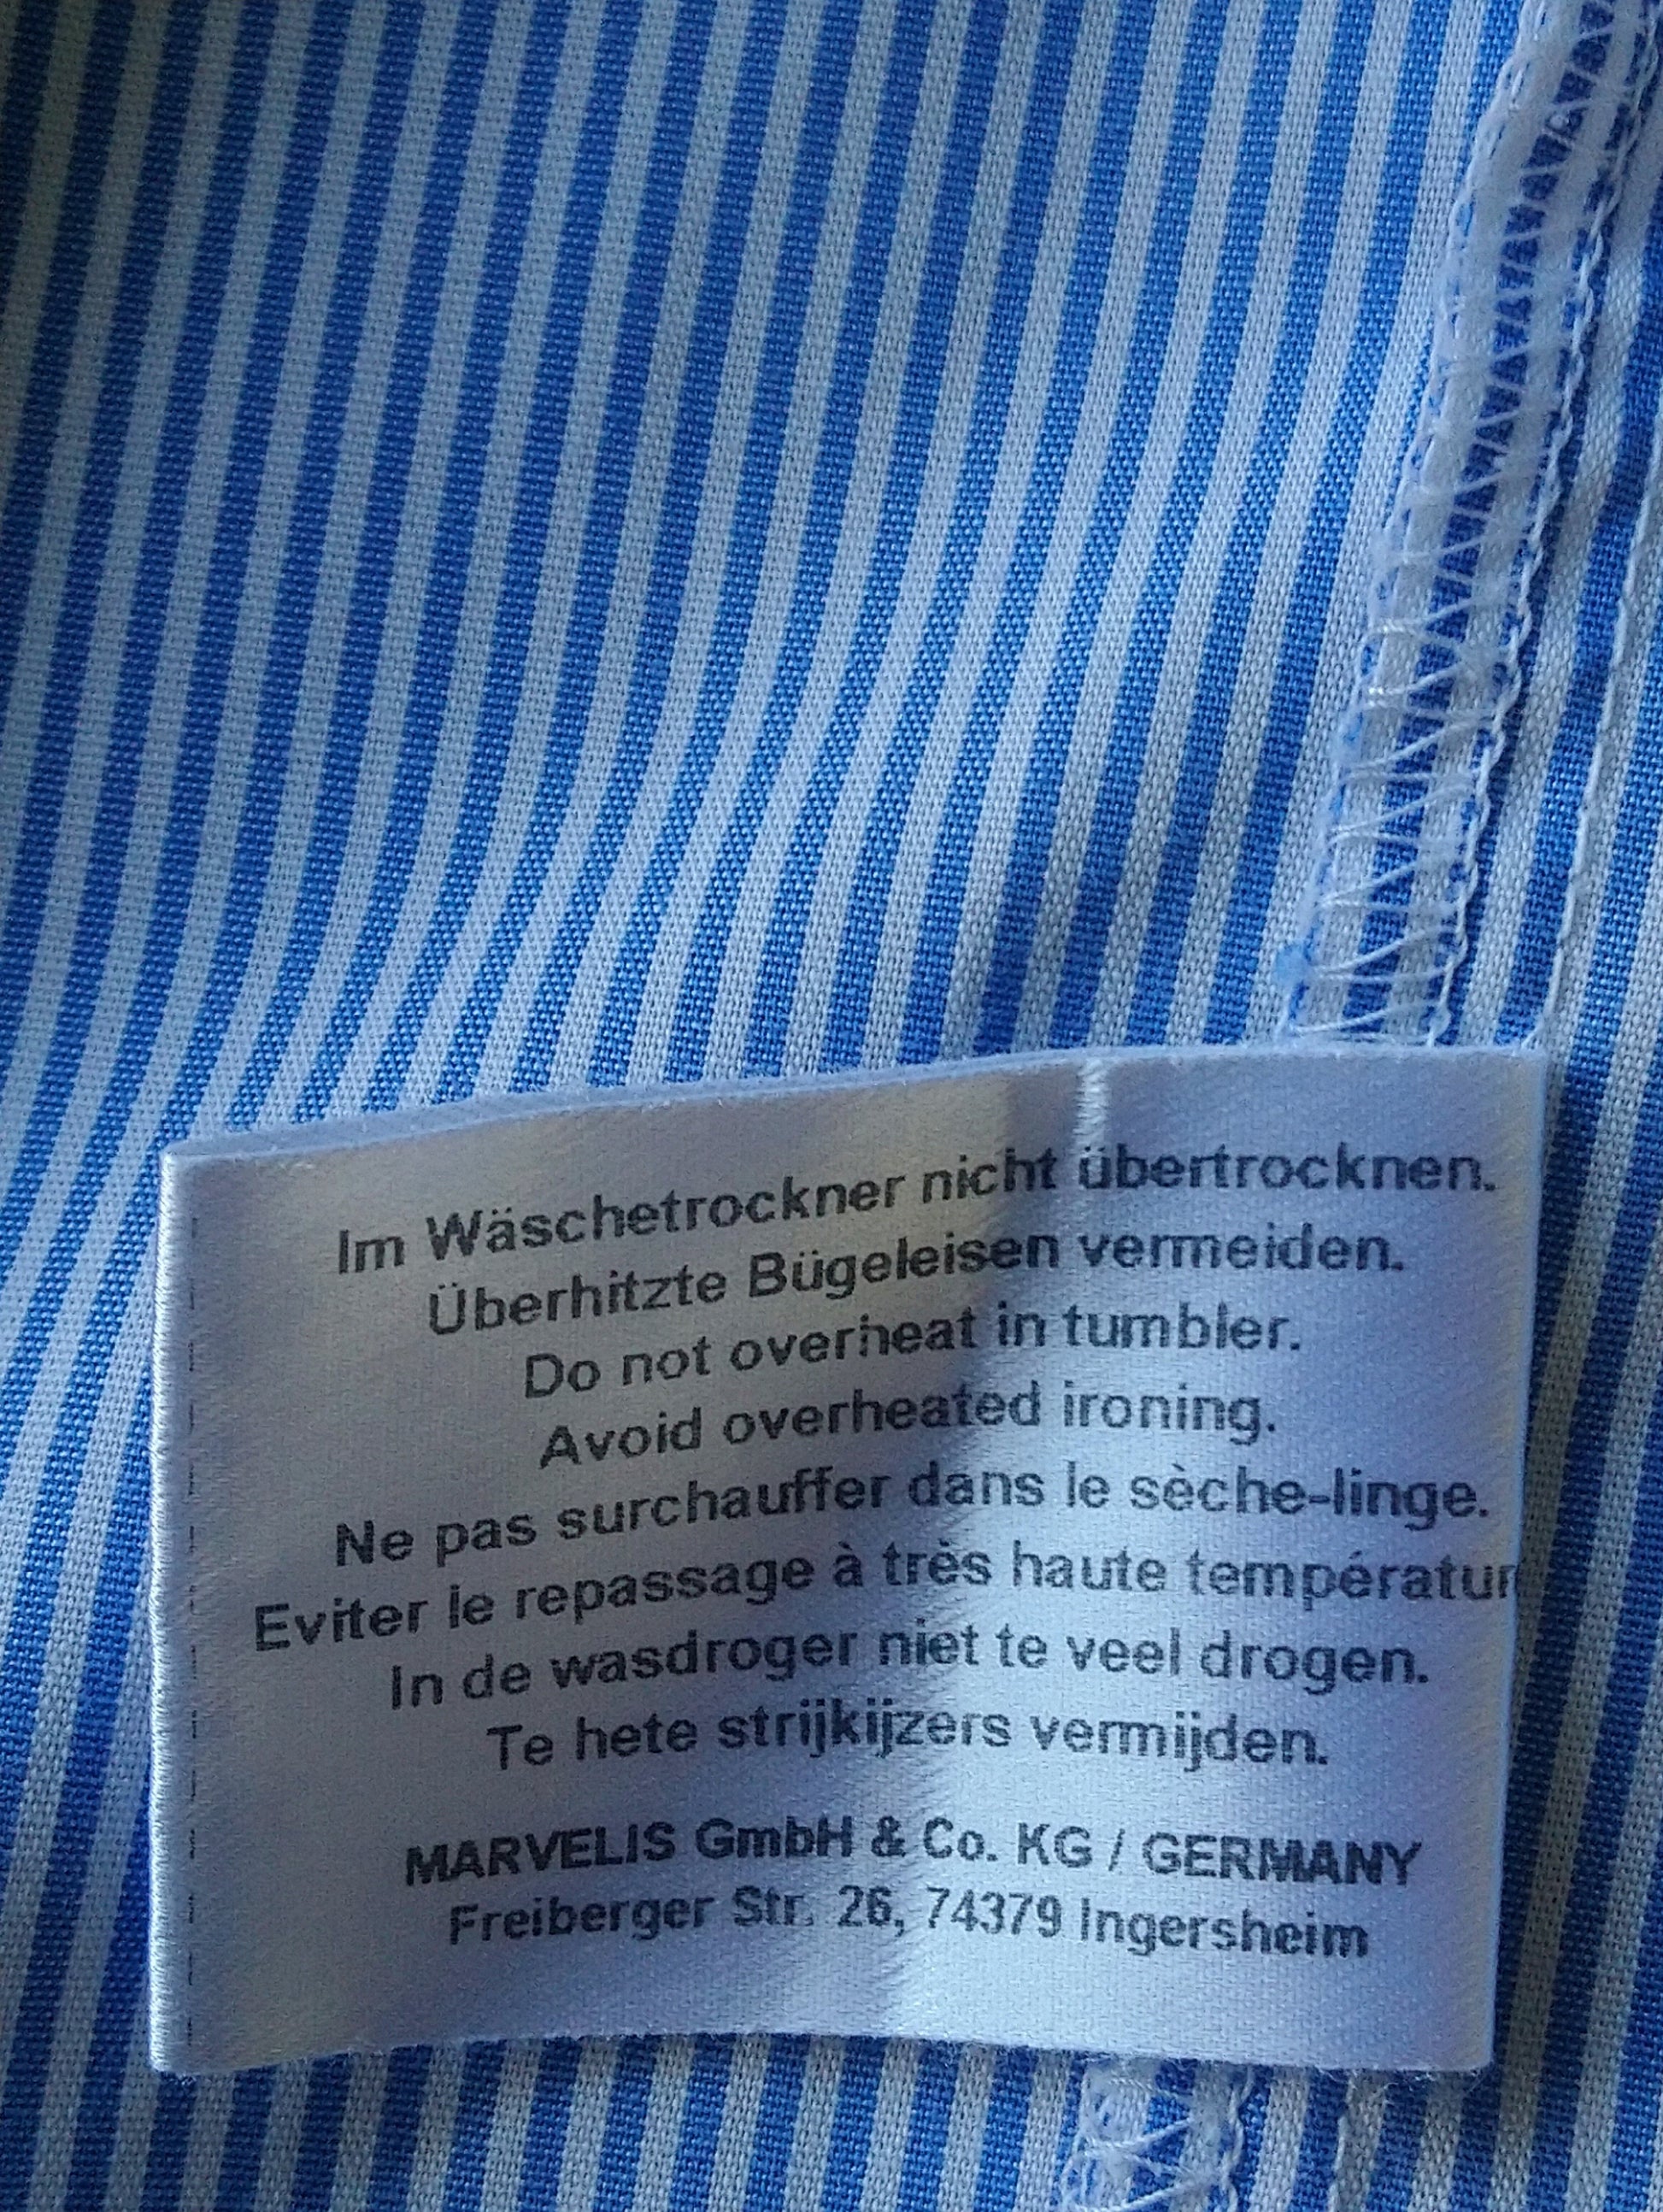 Im Wäschetrockner nicht übertrocknen.
Überhitzte Bügeleisen vermeiden.
Do not overheat in tumbler.
Avoid overheated ironing.
Ne pas surchauffer dans le sèche-linge.
Eviter le repassage à très haute températur
In de wasdroger niet te veel drogen.
Te hete strijkijzers vermijden.
MARVELIS GmbH & Co. KG / GERMANY
Freiberger Str. 26, 74379 Ingersheim